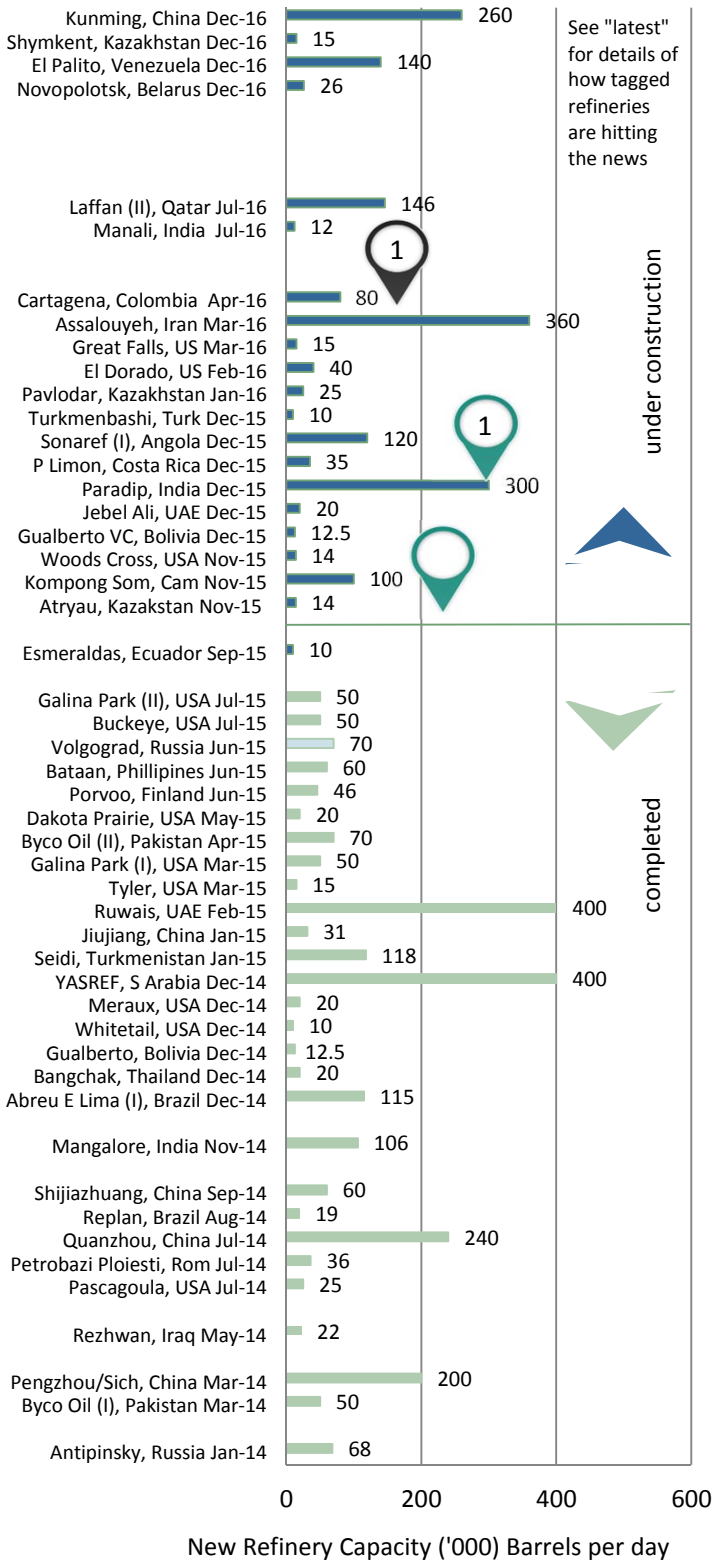 Kunming, China Dec-16 260
Shymkent, Kazakhstan Dec-16 15
El Palito, Venezuela Dec-16 140
Novopolotsk, Belarus Dec-16 26
See "latest"
for details of
how tagged
refineries
are hitting
the news
Laffan (II), Qatar Jul-16 146
Manali, India Jul-16 12
1
Cartagena, Colombia Apr-16 80
Assalouyeh, Iran Mar-16 360
Great Falls, US Mar-16 15
El Dorado, US Feb-16 40
Pavlodar, Kazakhstan Jan-16 25
Turkmenbashi, Turk Dec-15 10
Sonaref (I), Angola Dec-15 120
1
P Limon, Costa Rica Dec-15 35
Paradip, India Dec-15 300
Jebel Ali, UAE Dec-15 20
Gualberto VC, Bolivia Dec-15 12.5
Woods Cross, USA Nov-15 14
Kompong Som, Cam Nov-15 100
Atryau, Kazakstan Nov-15 14
under construction
Esmeraldas, Ecuador Sep-15 10
Galina Park (II), USA Jul-15 50
Buckeye, USA Jul-15 50
Volgograd, Russia Jun-15 70
Bataan, Phillipines Jun-15 60
Porvoo, Finland Jun-15 46
Dakota Prairie, USA May-15 20
Byco Oil (II), Pakistan Apr-15 70
Galina Park (I), USA Mar-15 50
Tyler, USA Mar-15 15
Ruwais, UAE Feb-15 400
Jiujiang, China Jan-15 31
Seidi, Turkmenistan Jan-15 118
YASREF, S Arabia Dec-14 400
Meraux, USA Dec-14 20
Whitetail, USA Dec-14 10
Gualberto, Bolivia Dec-14 12.5
Bangchak, Thailand Dec-14 20
Abreu E Lima (I), Brazil Dec-14 115
completed
Mangalore, India Nov-14 106
Shijiazhuang, China Sep-14 60
Replan, Brazil Aug-14 19
Quanzhou, China Jul-14 240
Petrobazi Ploiesti, Rom Jul-14 36
Pascagoula, USA Jul-14 25
Rezhwan, Iraq May-14 22
Pengzhou/Sich, China Mar-14 200
Byco Oil (I), Pakistan Mar-14 50
Antipinsky, Russia Jan-14 68
0 200 400 600
New Refinery Capacity ('000) Barrels per day